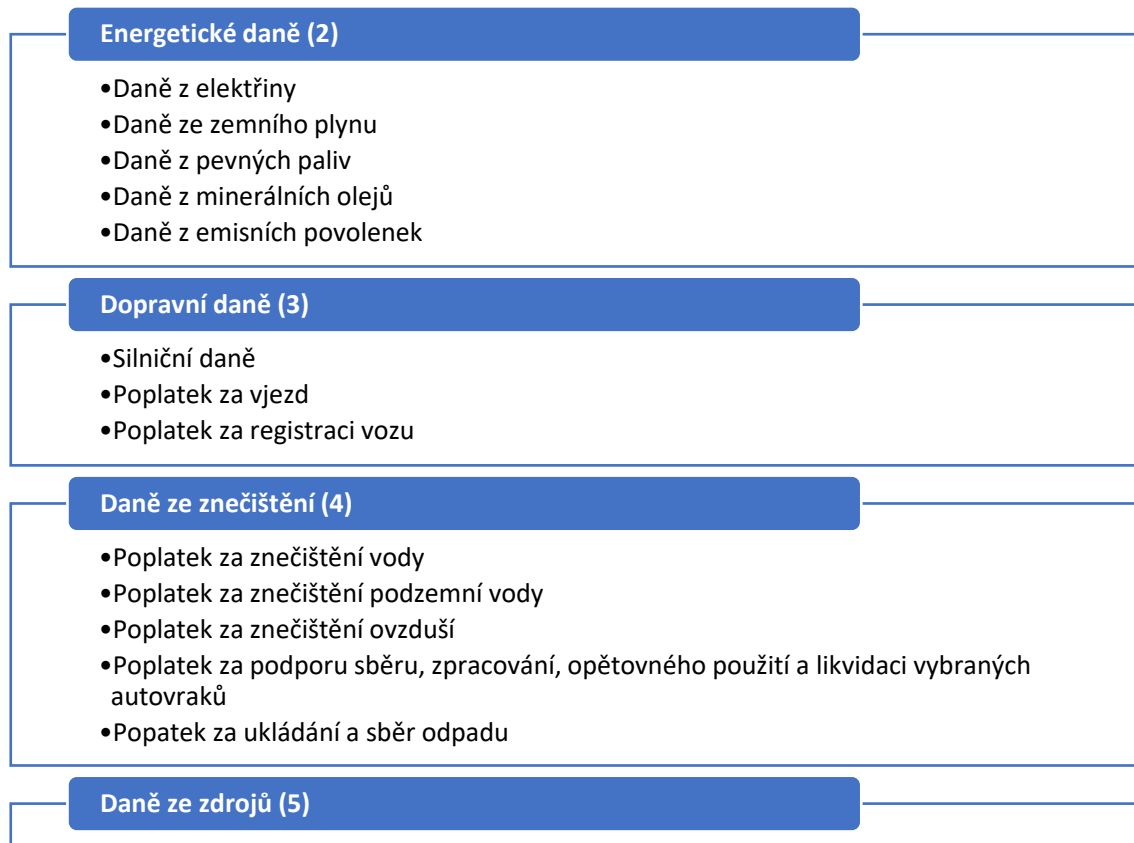 Energetické daně (2)
•Daně z elektřiny
•Daně ze zemního plynu
•Daně z pevných paliv
•Daně z minerálních olejů
•Daně z emisních povolenek
Dopravní daně (3)
•Silniční daně
•Poplatek za vjezd
•Poplatek za registraci vozu
Daně ze znečištění (4)
•Poplatek za znečištění vody
•Poplatek za znečištění podzemní vody
•Poplatek za znečištění ovzduší
•Poplatek za podporu sběru, zpracování, opětovného použití a likvidaci vybraných
autovraků
•Popatek za ukládání a sběr odpadu
Daně ze zdrojů (5)